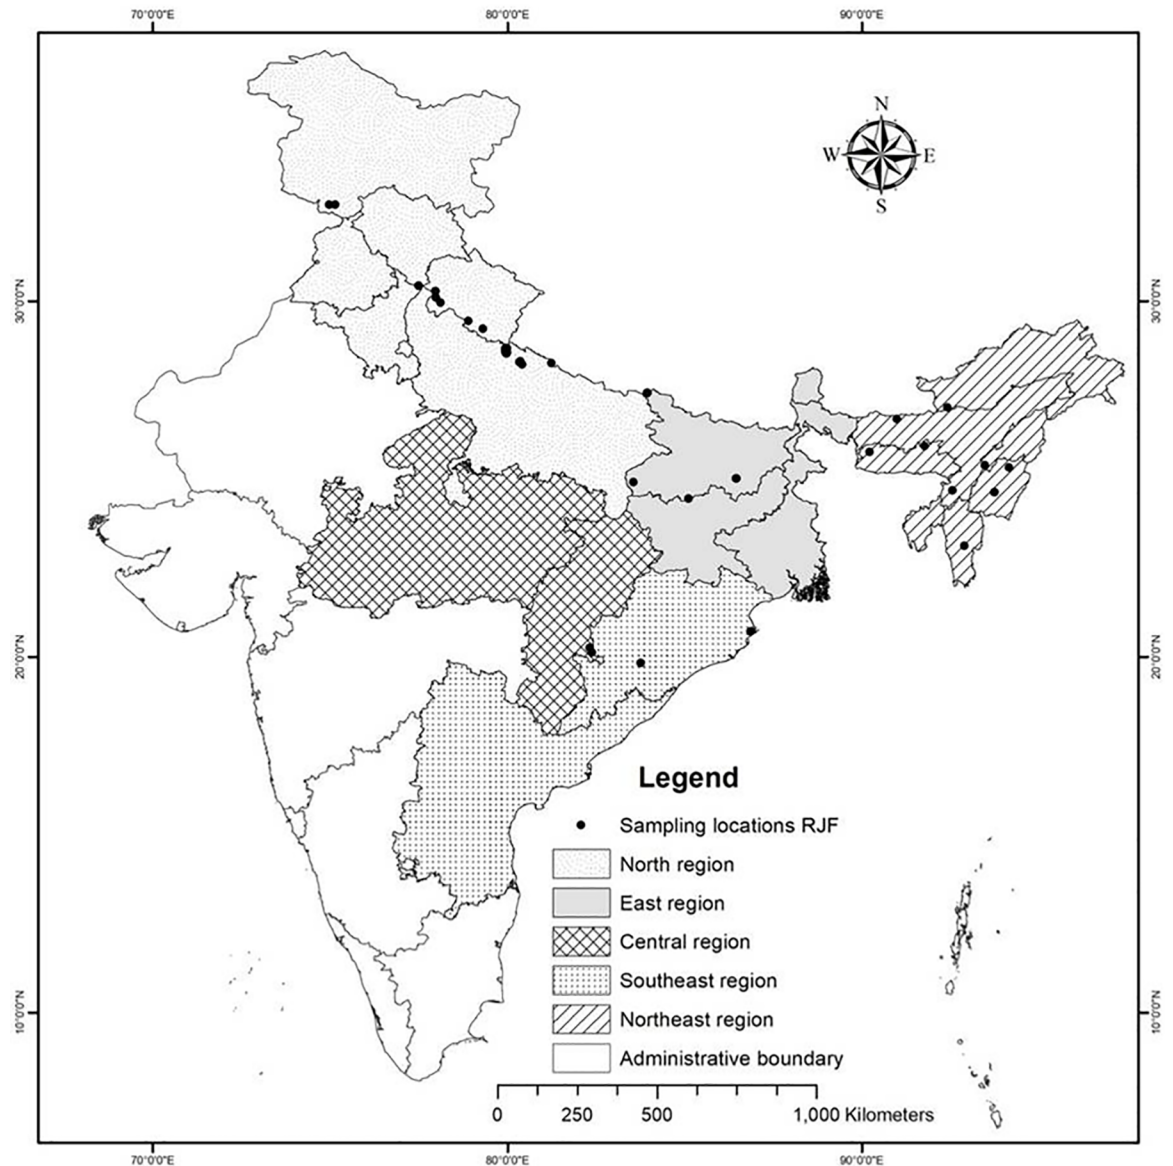 70°0'0"E 80°0'0"E 90°0'0"E
N
W E
S
30°0'0"N 30°0'0"N
20°0'0"N 20°0'0"N
Legend
Sampling locations RJF
North region
East region
Central region
Southeast region
10°0'0"N 10°0'0"N
Northeast region
Administrative boundary
0 250 500 1,000 Kilometers
70°0'0"E 80°0'0"E 90°0'0"E